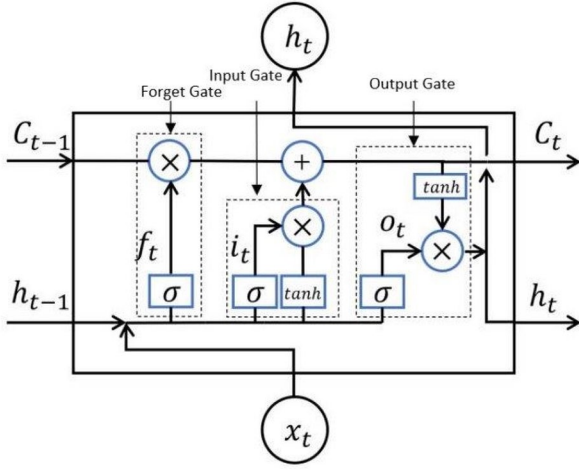 h_t
Input Gate
Output Gate
Forget Gate
C_{t-1}
C_t
×
+
tanh
×
f_t
i_t
o_t
×
σ
σ
tanh
σ
h_{t-1}
h_t
x_t